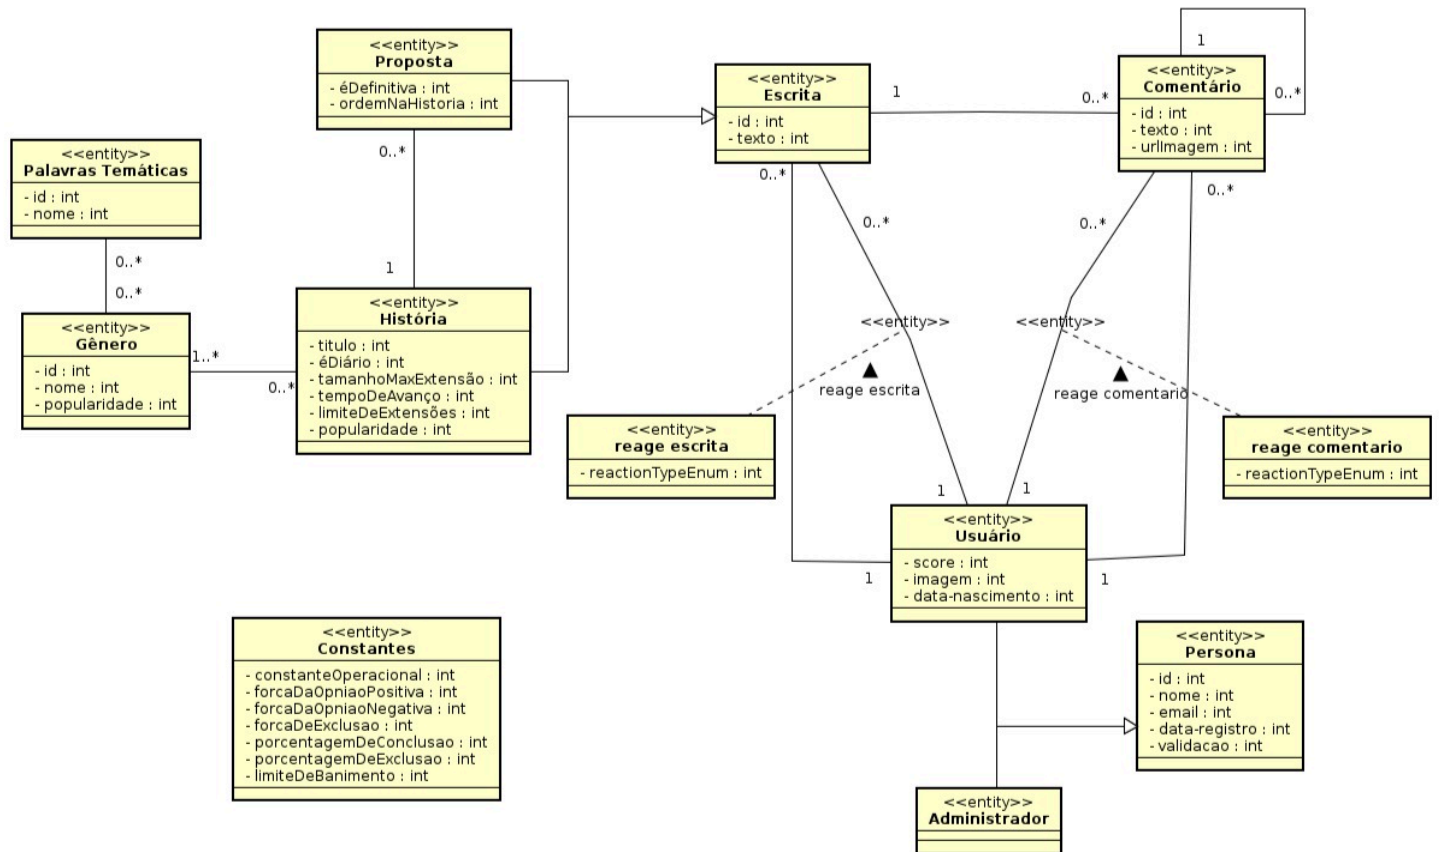 <<entity>>
Proposta
- éDefinitiva : int
- ordemNaHistoria : int
<<entity>>
Escrita
- id : int
- texto : int
<<entity>>
Comentário
- id : int
- texto : int
- urlImagem : int
1
0..*
1
0..*
<<entity>>
Palavras Temáticas
- id : int
- nome : int
0..*
0..*
0..*
1
<<entity>>
Gênero
- id : int
- nome : int
- popularidade : int
1..*
0..*
<<entity>>
História
- titulo : int
- éDiário : int
- tamanhoMaxExtensão : int
- tempoDeAvanço : int
- limiteDeExtensões : int
- popularidade : int
0..*
0..*
0..*
0..*
<<entity>>
<<entity>>
reage escrita
reage comentario
<<entity>>
reage escrita
- reactionTypeEnum : int
<<entity>>
reage comentario
- reactionTypeEnum : int
1
1
<<entity>>
Usuário
- score : int
- imagem : int
- data-nascimento : int
1
1
<<entity>>
Constantes
- constanteOperacional : int
- forcaDaOpniaoPositiva : int
- forcaDaOpniaoNegativa : int
- forcaDeExclusao : int
- porcentagemDeConclusao : int
- porcentagemDeExclusao : int
- limiteDeBanimento : int
<<entity>>
Persona
- id : int
- nome : int
- email : int
- data-registro : int
- validacao : int
<<entity>>
Administrador